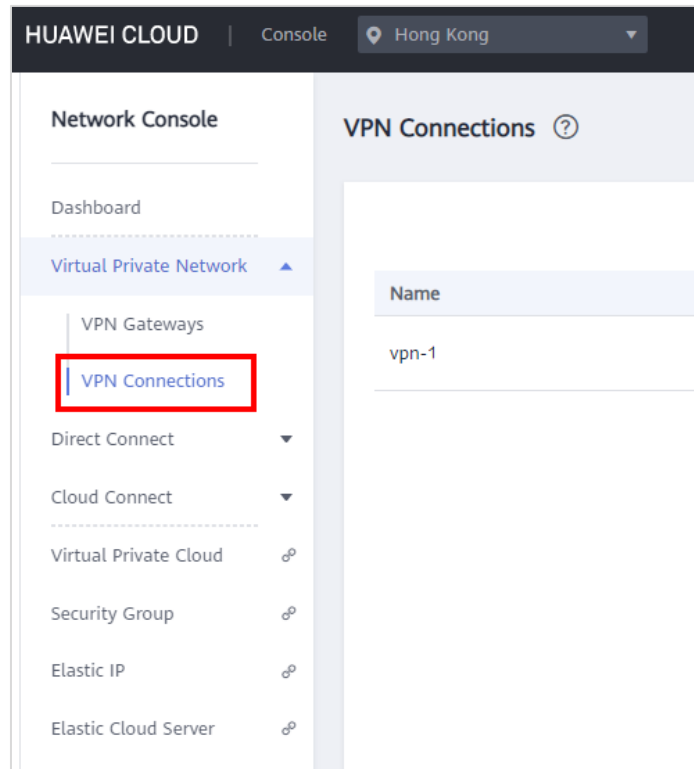 HUAWEI CLOUD | Console Hong Kong
Network Console
VPN Connections ?
Dashboard
Virtual Private Network
Name
VPN Gateways
vpn-1
VPN Connections
Direct Connect
Cloud Connect
Virtual Private Cloud
Security Group
Elastic IP
Elastic Cloud Server